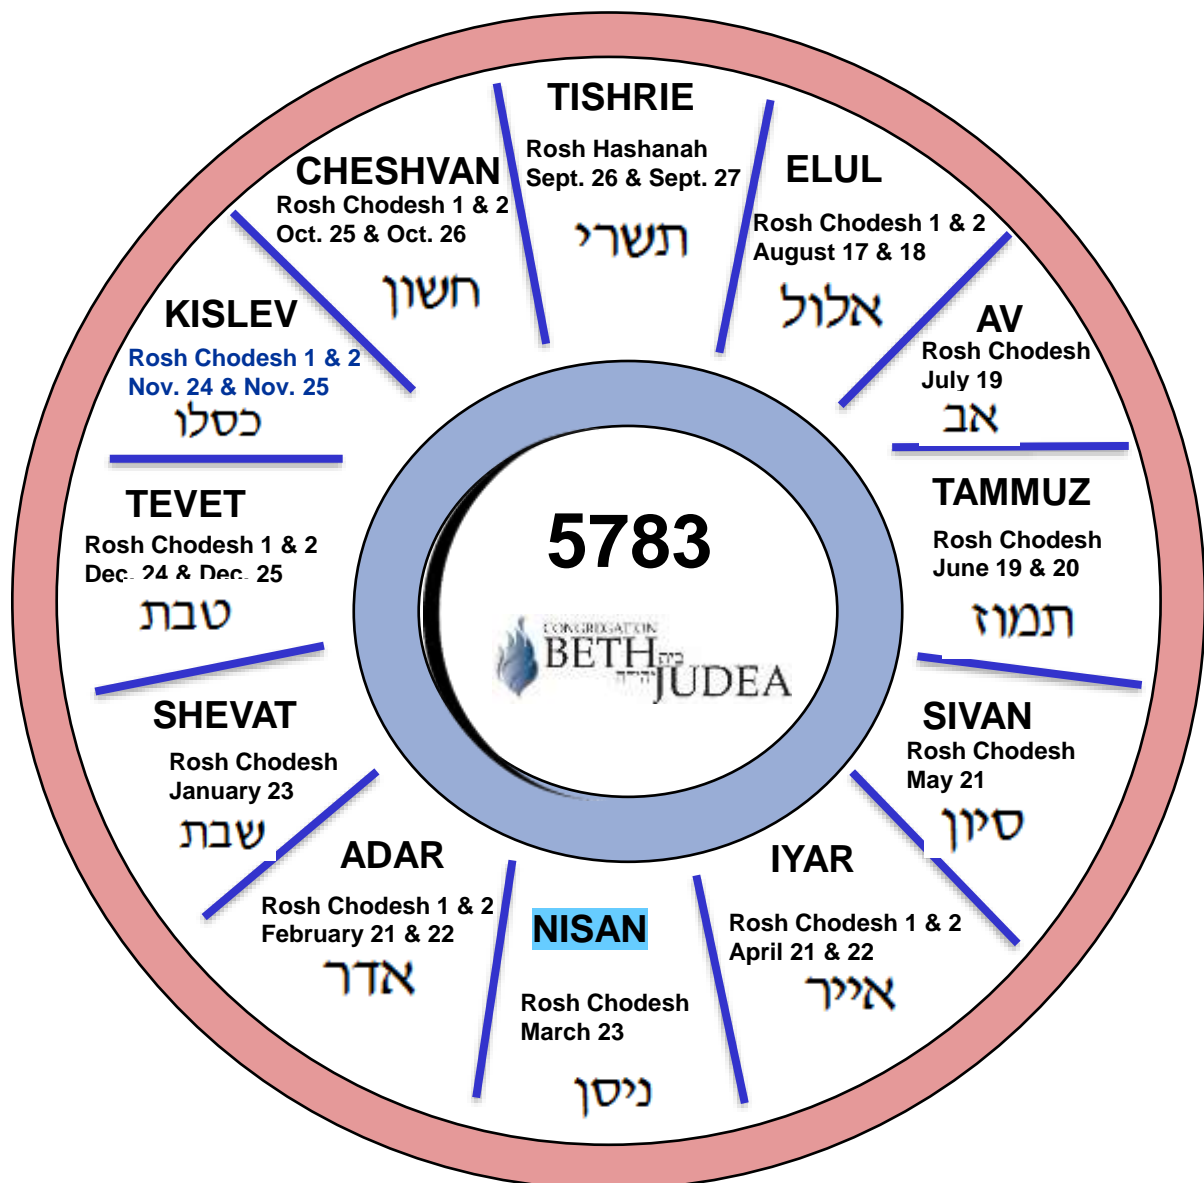 TISHRIE
Rosh Hashanah
Sept. 26 & Sept. 27
תשרי
CHESHVAN
Rosh Chodesh 1 & 2
Oct. 25 & Oct. 26
חשון
KISLEV
Rosh Chodesh 1 & 2
Nov. 24 & Nov. 25
כסלו
TEVET
Rosh Chodesh 1 & 2
Dec. 24 & Dec. 25
טבת
SHEVAT
Rosh Chodesh
January 23
שבת
ADAR
Rosh Chodesh 1 & 2
February 21 & 22
אדר
NISAN
Rosh Chodesh
March 23
ניסן
IYAR
Rosh Chodesh 1 & 2
April 21 & 22
אייר
SIVAN
Rosh Chodesh
May 21
סיון
TAMMUZ
Rosh Chodesh
June 19 & 20
תמוז
AV
Rosh Chodesh
July 19
אב
ELUL
Rosh Chodesh 1 & 2
August 17 & 18
אלול
5783
CONGREGATION
BETH
JUDEA